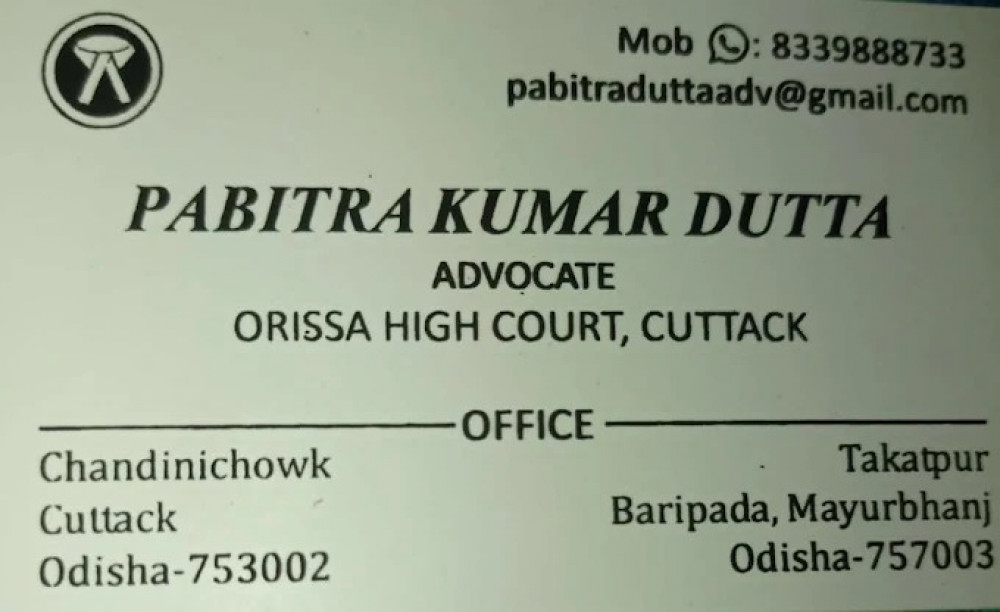 Mob : 8339888733
pabitraduttaadv@gmail.com
PABITRA KUMAR DUTTA
ADVOCATE
ORISSA HIGH COURT, CUTTACK
OFFICE
Chandinichowk
Cuttack
Odisha-753002
Takatpur
Baripada, Mayurbhanj
Odisha-757003